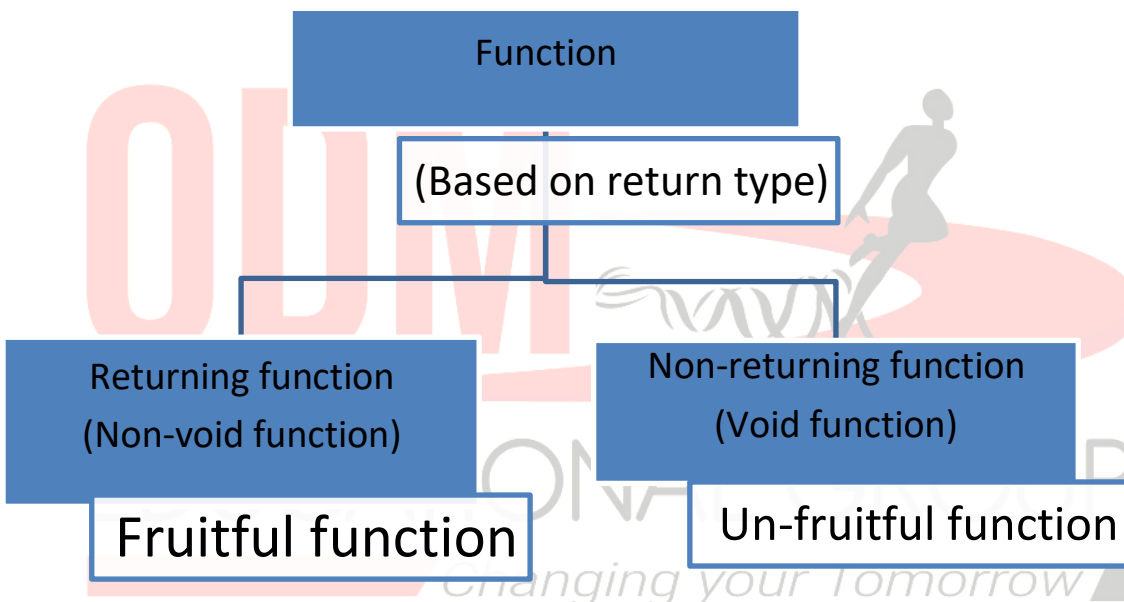 Function
(Based on return type)
Returning function
(Non-void function)
Fruitful function
Non-returning function
(Void function)
Un-fruitful function
ODM
Changing your Tomorrow